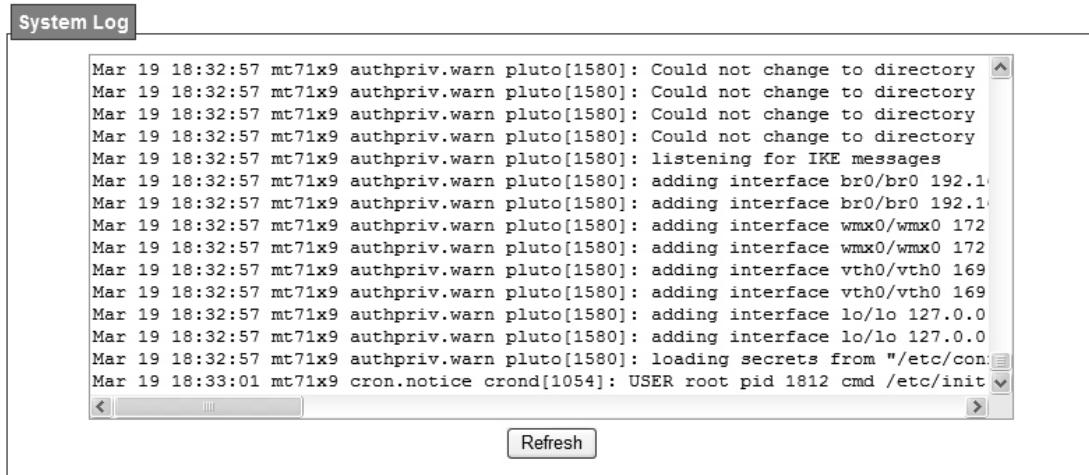 System Log
Mar 19 18:32:57 mt71x9 authpriv.warn pluto[1580]: Could not change to directory
Mar 19 18:32:57 mt71x9 authpriv.warn pluto[1580]: Could not change to directory
Mar 19 18:32:57 mt71x9 authpriv.warn pluto[1580]: Could not change to directory
Mar 19 18:32:57 mt71x9 authpriv.warn pluto[1580]: Could not change to directory
Mar 19 18:32:57 mt71x9 authpriv.warn pluto[1580]: listening for IKE messages
Mar 19 18:32:57 mt71x9 authpriv.warn pluto[1580]: adding interface br0/br0 192.1
Mar 19 18:32:57 mt71x9 authpriv.warn pluto[1580]: adding interface br0/br0 192.1
Mar 19 18:32:57 mt71x9 authpriv.warn pluto[1580]: adding interface wmx0/wmx0 172
Mar 19 18:32:57 mt71x9 authpriv.warn pluto[1580]: adding interface wmx0/wmx0 172
Mar 19 18:32:57 mt71x9 authpriv.warn pluto[1580]: adding interface vth0/vth0 169
Mar 19 18:32:57 mt71x9 authpriv.warn pluto[1580]: adding interface vth0/vth0 169
Mar 19 18:32:57 mt71x9 authpriv.warn pluto[1580]: adding interface lo/lo 127.0.0
Mar 19 18:32:57 mt71x9 authpriv.warn pluto[1580]: adding interface lo/lo 127.0.0
Mar 19 18:32:57 mt71x9 authpriv.warn pluto[1580]: loading secrets from "/etc/con
Mar 19 18:33:01 mt71x9 cron.notice crond[1054]: USER root pid 1812 cmd /etc/init
Refresh